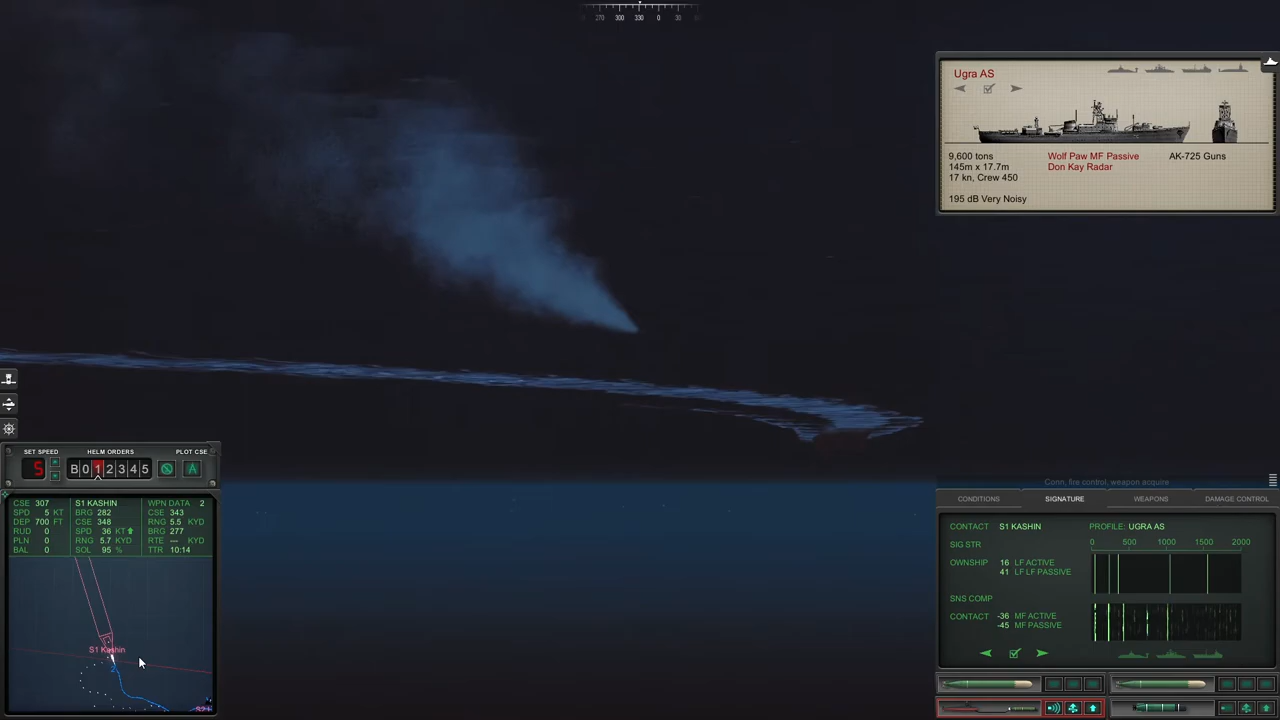 270 300 330 0 30
Ugra AS
9,600 tons
145m x 17.7m
17 kn, Crew 450
195 dB Very Noisy
Wolf Paw MF Passive
Don Kay Radar
AK-725 Guns
SET SPEED
HELM ORDERS
PLOT CSE
5
B 0 1 2 3 4 5
A
CSE 307
SPD 5 KT
DEP 700 FT
RUD 0
PLN 0
BAL 0
S1 KASHIN
BRG 282
CSE 348
SPD 36 KT
RNG 5.7 KYD
SOL 95 %
WPN DATA 2
CSE 343
RNG 5.5 KYD
BRG 277
RTE --- KYD
TTR 10:14
S1 Kashin
2
Conn, fire control, weapon acquire
CONDITIONS
SIGNATURE
WEAPONS
DAMAGE CONTROL
CONTACT S1 KASHIN
PROFILE: UGRA AS
SIG STR
0 500 1000 1500 2000
OWNSHIP 16 LF ACTIVE
41 LF LF PASSIVE
SNS COMP
CONTACT -36 MF ACTIVE
-45 MF PASSIVE